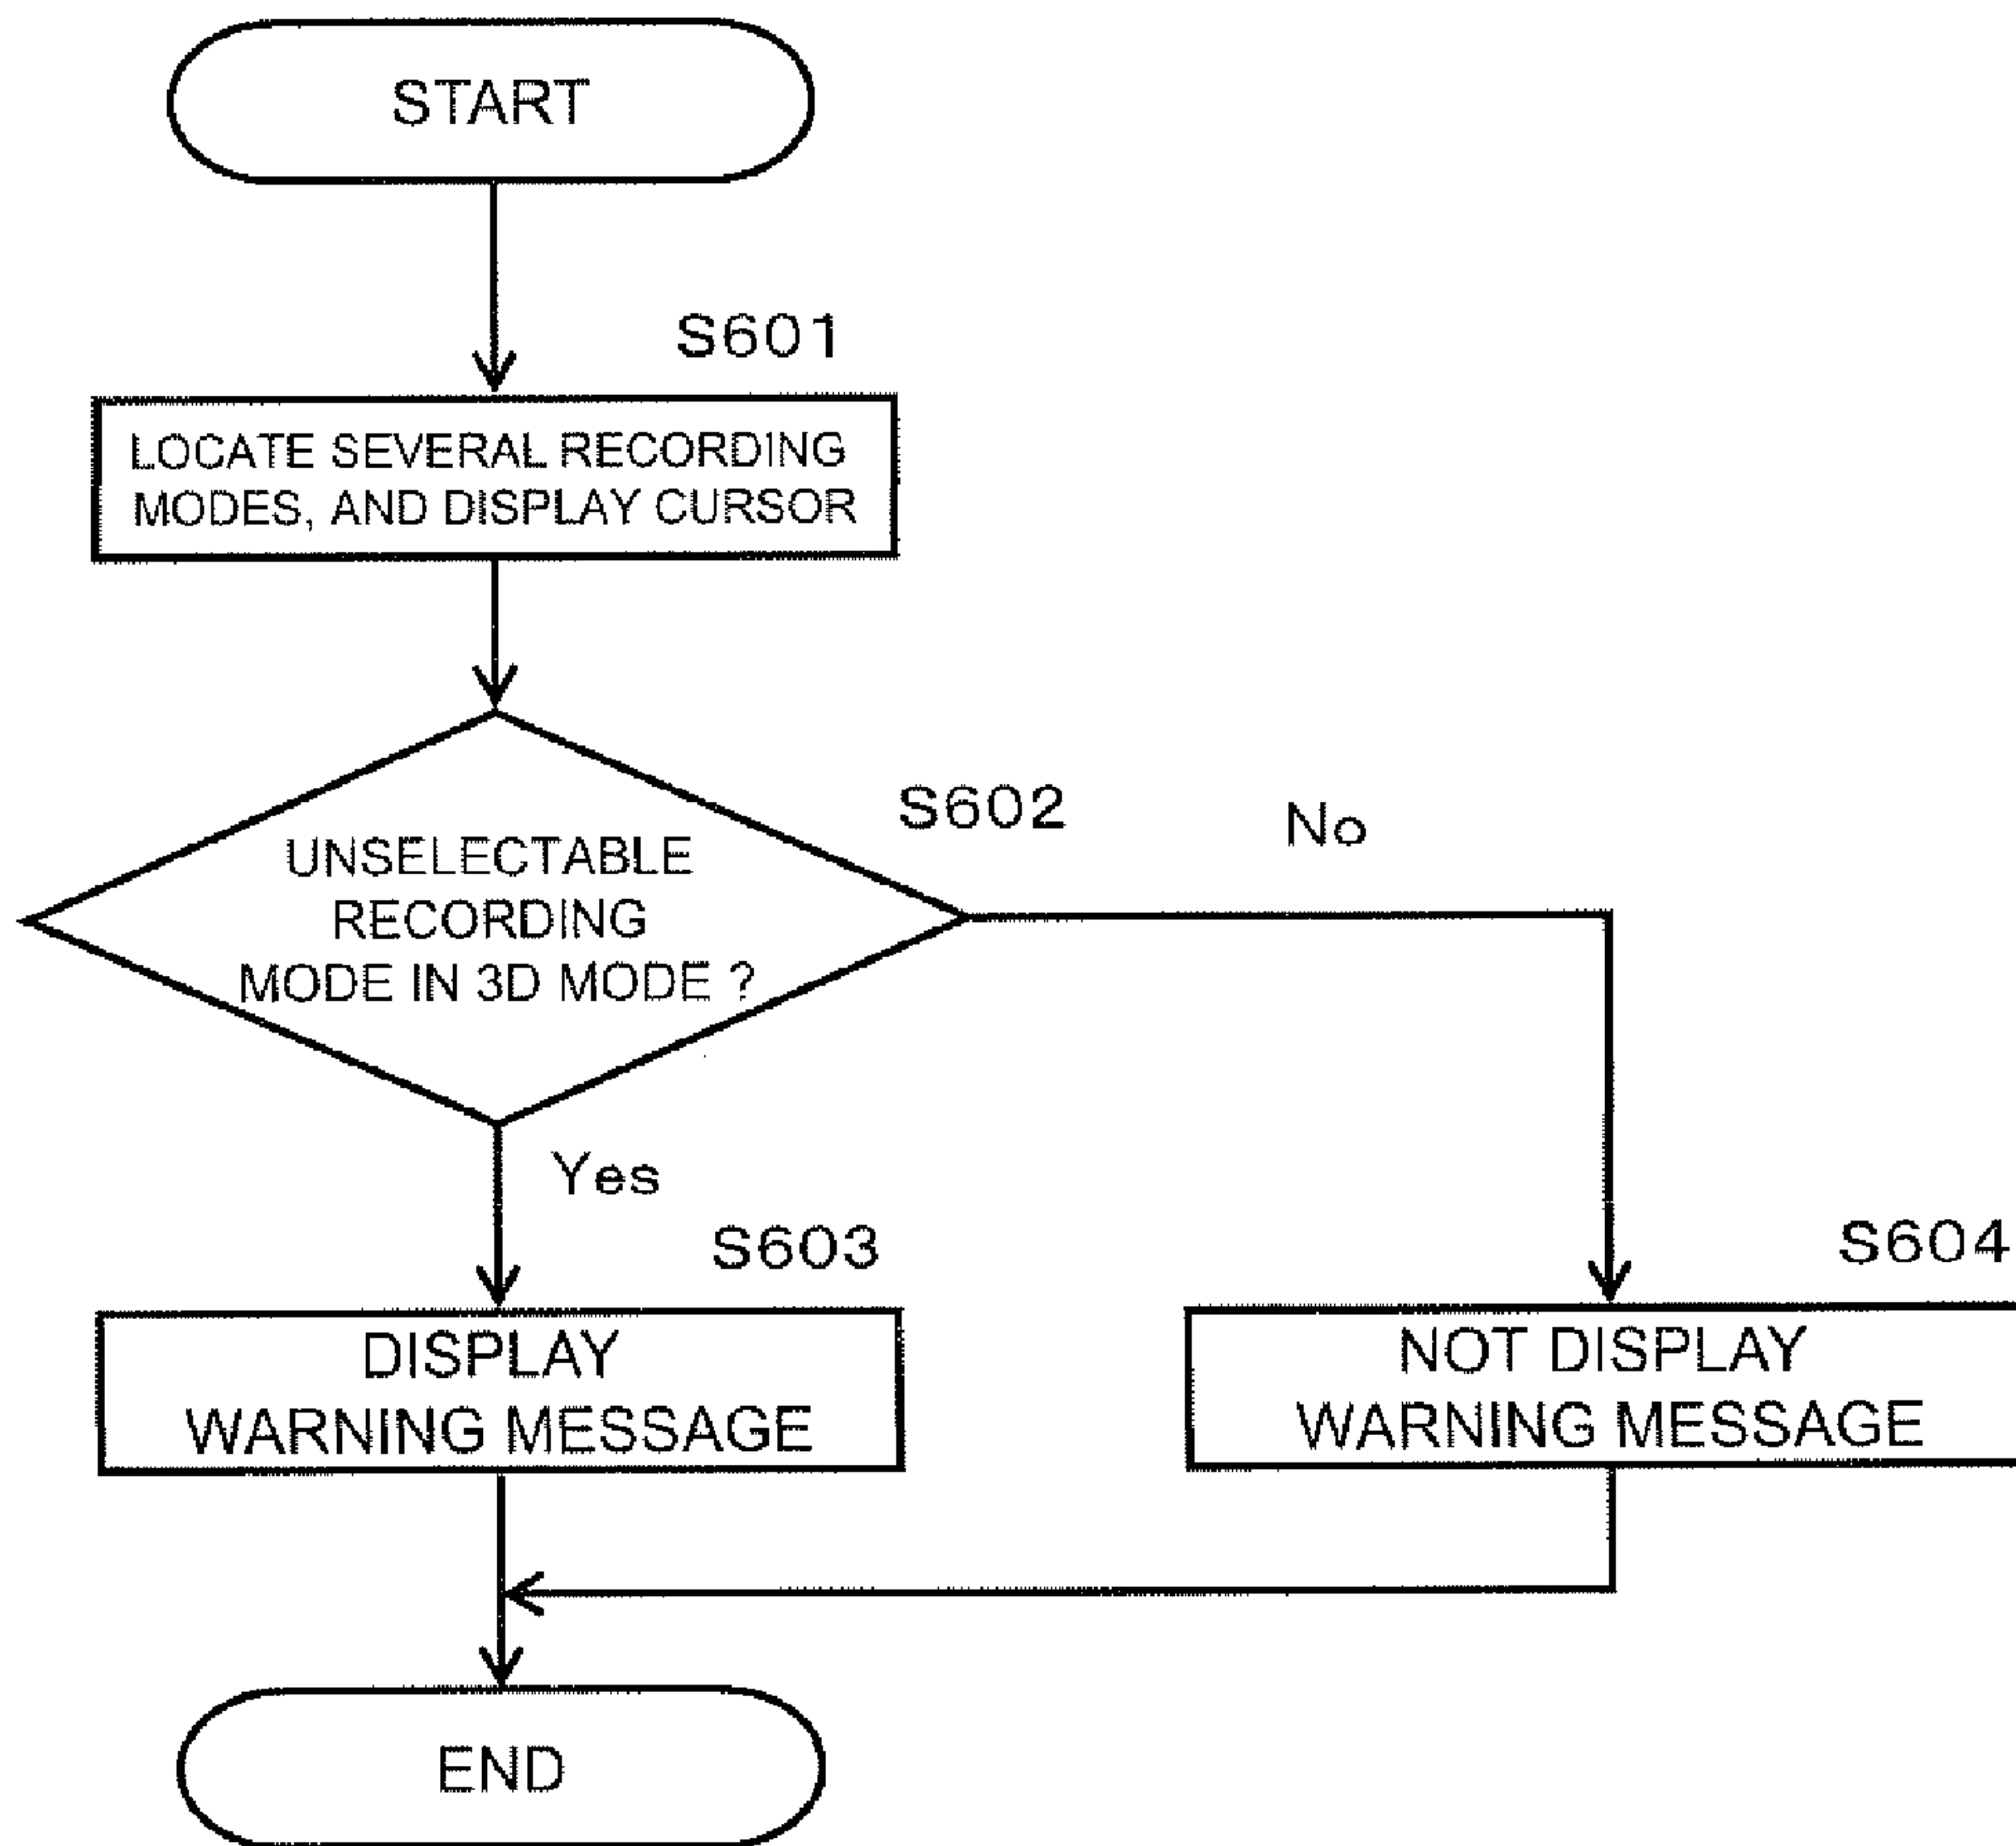 START
S601
LOCATE SEVERAL RECORDING
MODES, AND DISPLAY CURSOR
S602
No
UNSELECTABLE
RECORDING
MODE IN 3D MODE ?
Yes
S603
S604
DISPLAY
WARNING MESSAGE
NOT DISPLAY
WARNING MESSAGE
END